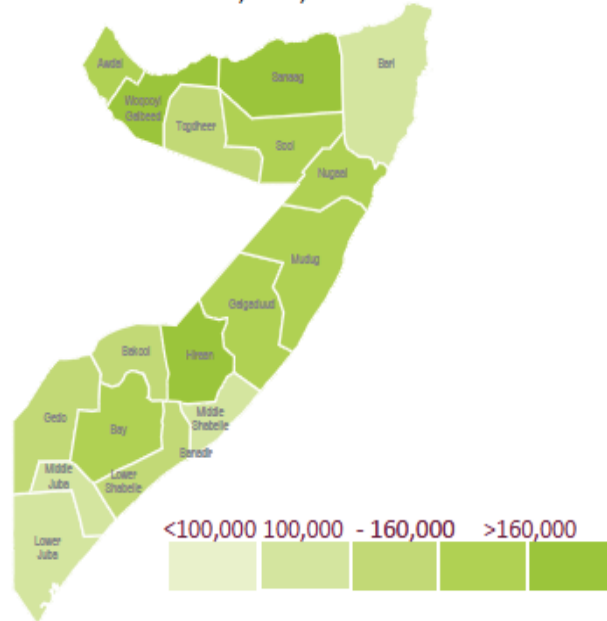 Awdal
Woqooyi
Galbeed
Sanaag
Bari
Togdheer
Sool
Nugaal
Mudug
Galgaduud
Bakool
Hiraan
Gedo
Bay
Middle
Shabelle
Banadir
Middle
Juba
Lower
Shabelle
Lower
Juba
<100,000 100,000 - 160,000 >160,000